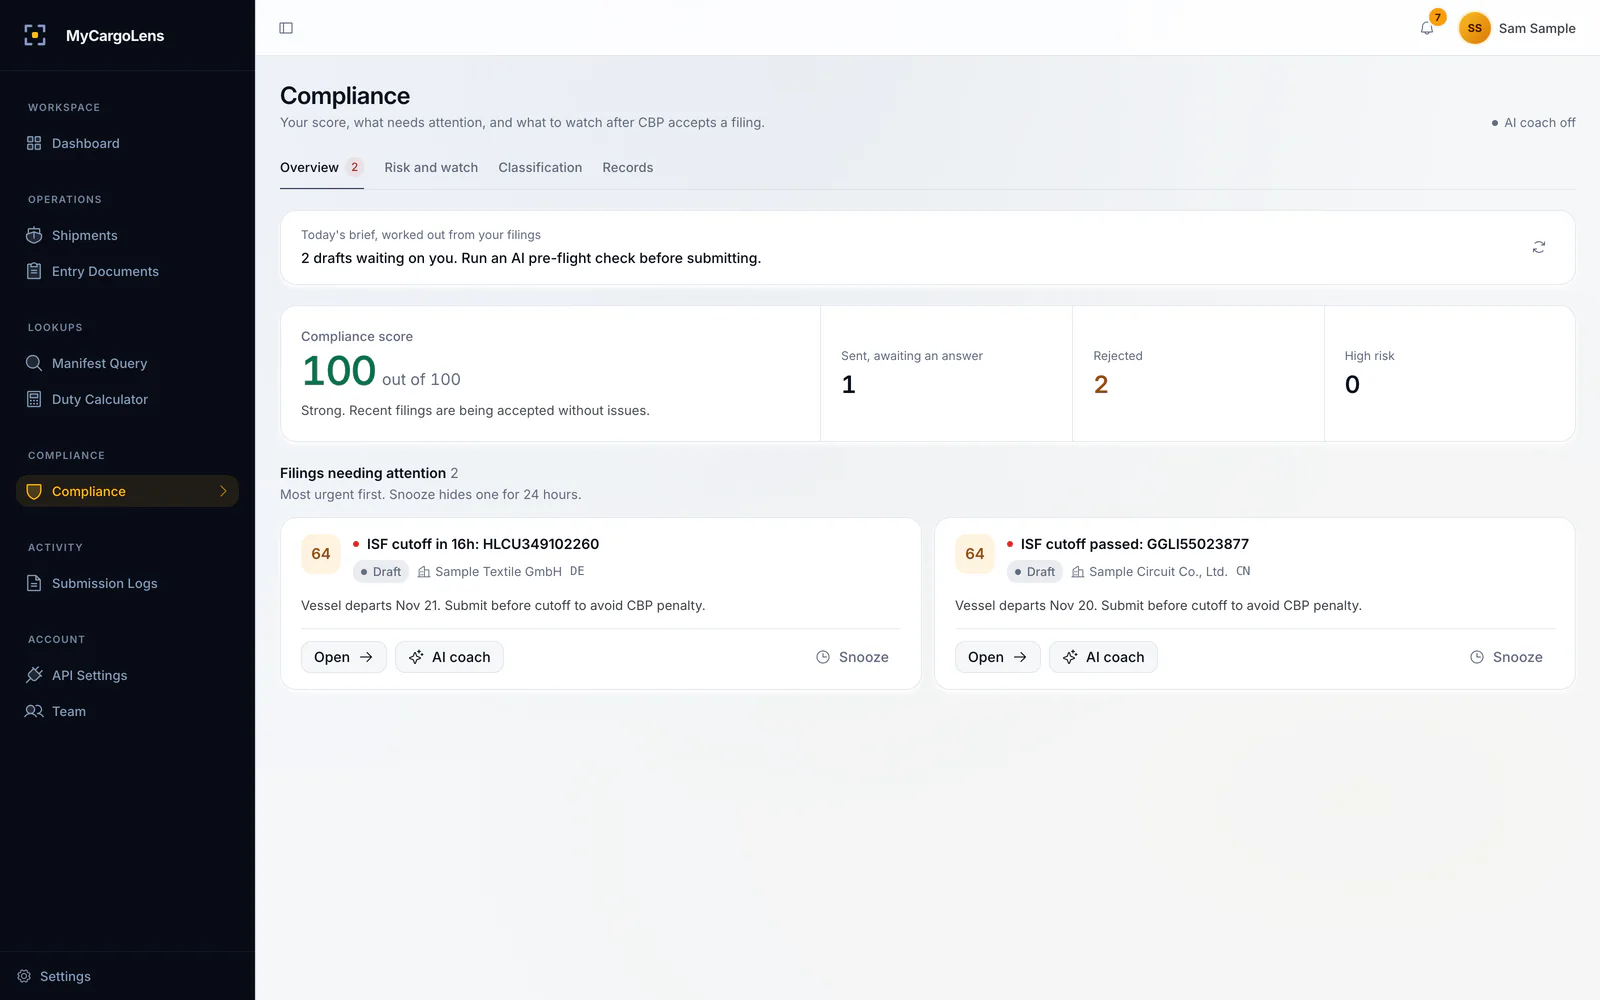 MyCargoLens
WORKSPACE
Dashboard
OPERATIONS
Shipments
Entry Documents
LOOKUPS
Manifest Query
Duty Calculator
COMPLIANCE
Compliance
ACTIVITY
Submission Logs
ACCOUNT
API Settings
Team
Settings
7
SS Sam Sample
Compliance
Your score, what needs attention, and what to watch after CBP accepts a filing.
AI coach off
Overview 2 Risk and watch Classification Records
Today's brief, worked out from your filings
2 drafts waiting on you. Run an AI pre-flight check before submitting.
Compliance score
100 out of 100
Strong. Recent filings are being accepted without issues.
Sent, awaiting an answer
1
Rejected
2
High risk
0
Filings needing attention 2
Most urgent first. Snooze hides one for 24 hours.
64
ISF cutoff in 16h: HLCU349102260
Draft Sample Textile GmbH DE
Vessel departs Nov 21. Submit before cutoff to avoid CBP penalty.
Open AI coach Snooze
64
ISF cutoff passed: GGLI55023877
Draft Sample Circuit Co., Ltd. CN
Vessel departs Nov 20. Submit before cutoff to avoid CBP penalty.
Open AI coach Snooze